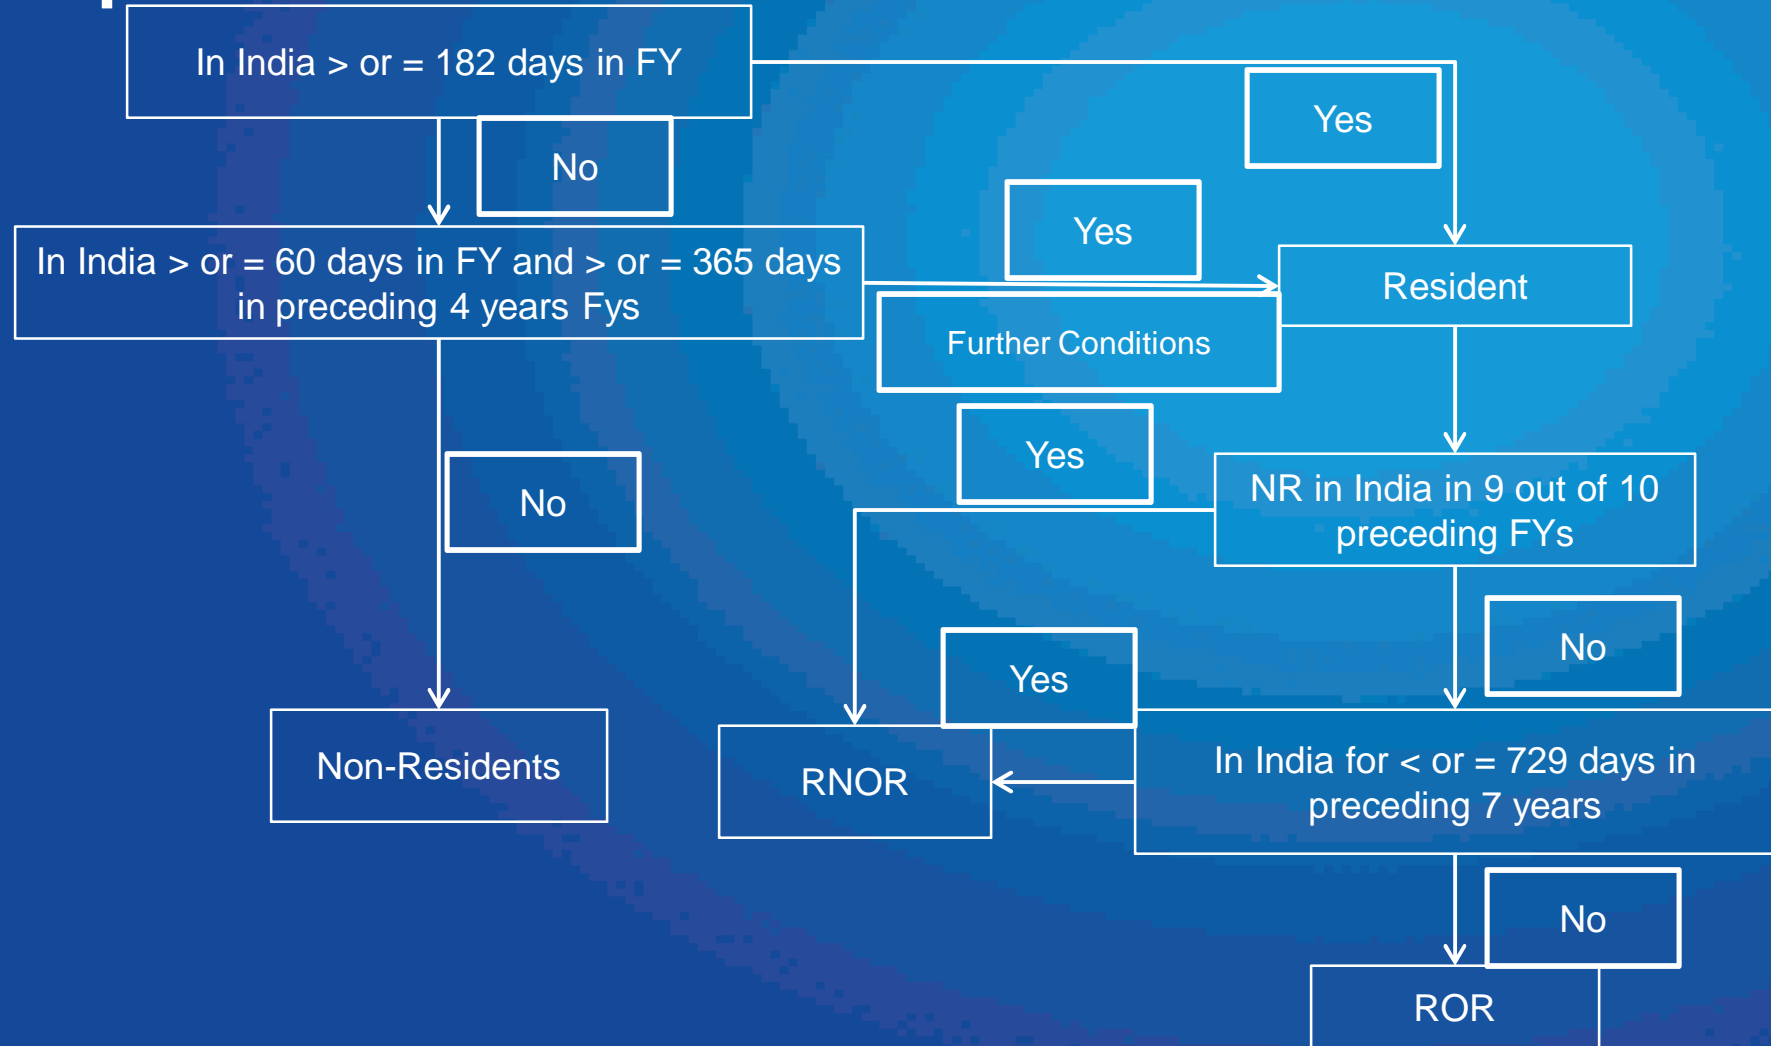 In India > or = 182 days in FY
Yes
No
Yes
In India > or = 60 days in FY and > or = 365 days
in preceding 4 years Fys
Resident
Further Conditions
Yes
NR in India in 9 out of 10
preceding FYs
No
No
Yes
Non-Residents
RNOR
In India for < or = 729 days in
preceding 7 years
No
ROR